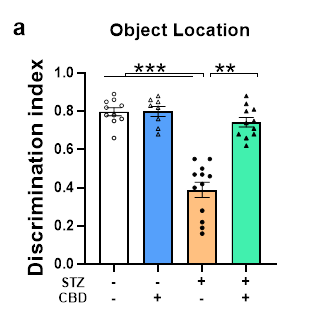 a
Object Location
*** **
Discrimination index
1.0
0.8
0.6
0.4
0.2
0.0
STZ - - + +
CBD - + - +